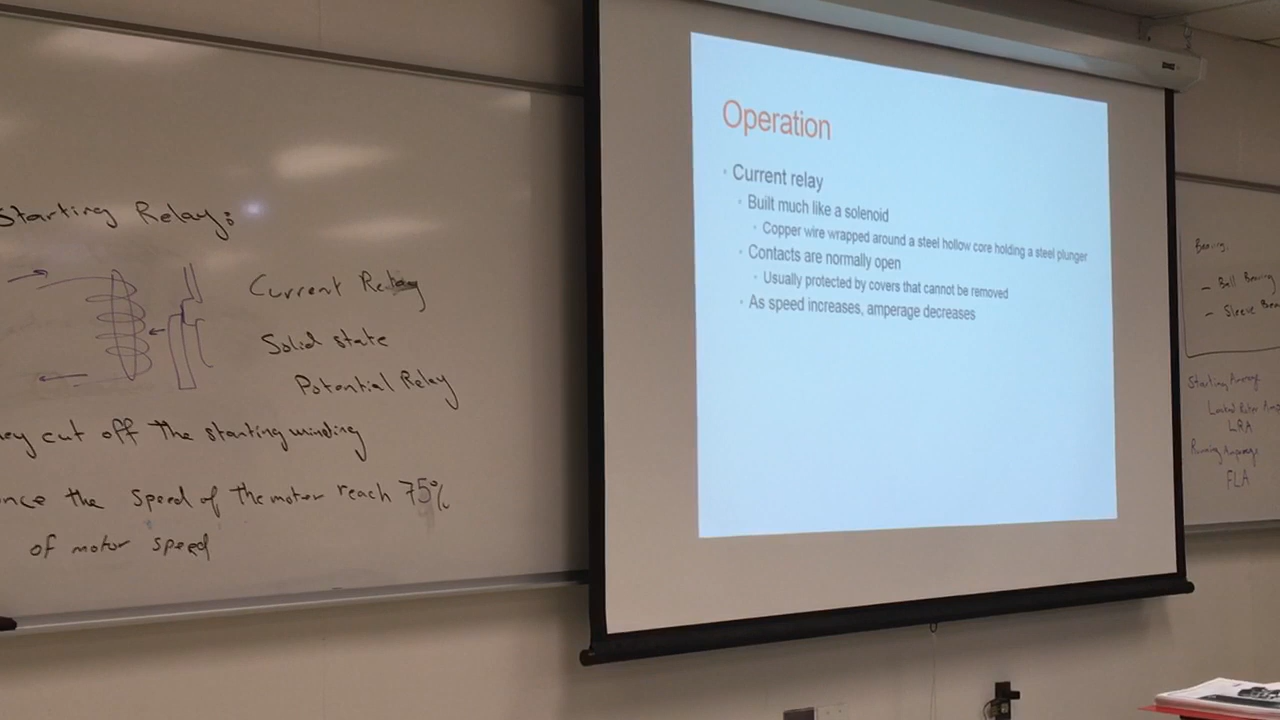 Starting Relay:
Current Relay
Solid state
Potential Relay
cut off the starting winding
the speed of the motor reach 75%
of motor speed
Operation
Current relay
Built much like a solenoid
Copper wire wrapped around a steel hollow core holding a steel plunger
Contacts are normally open
Usually protected by covers that cannot be removed
As speed increases, amperage decreases
Bearing:
– Ball Bearing
– Sleeve
Starting
Locked Rotor
LRA
Running Amperage
FLA